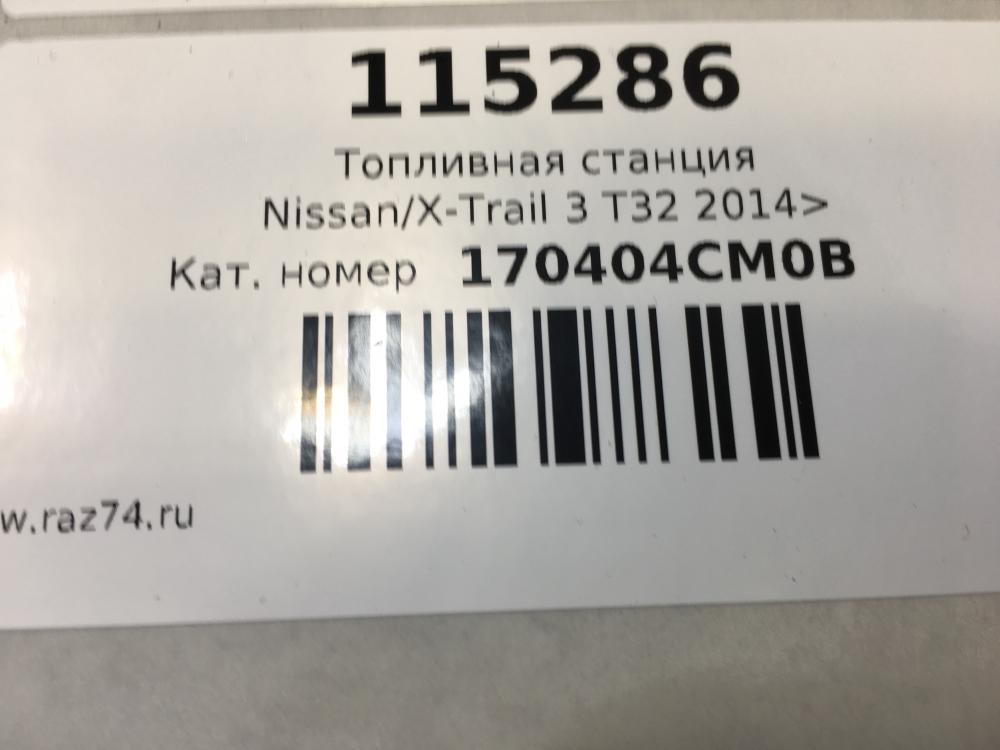 115286
Топливная станция
Nissan/X-Trail 3 T32 2014>
Кат. номер 170404CM0B
w.raz74.ru